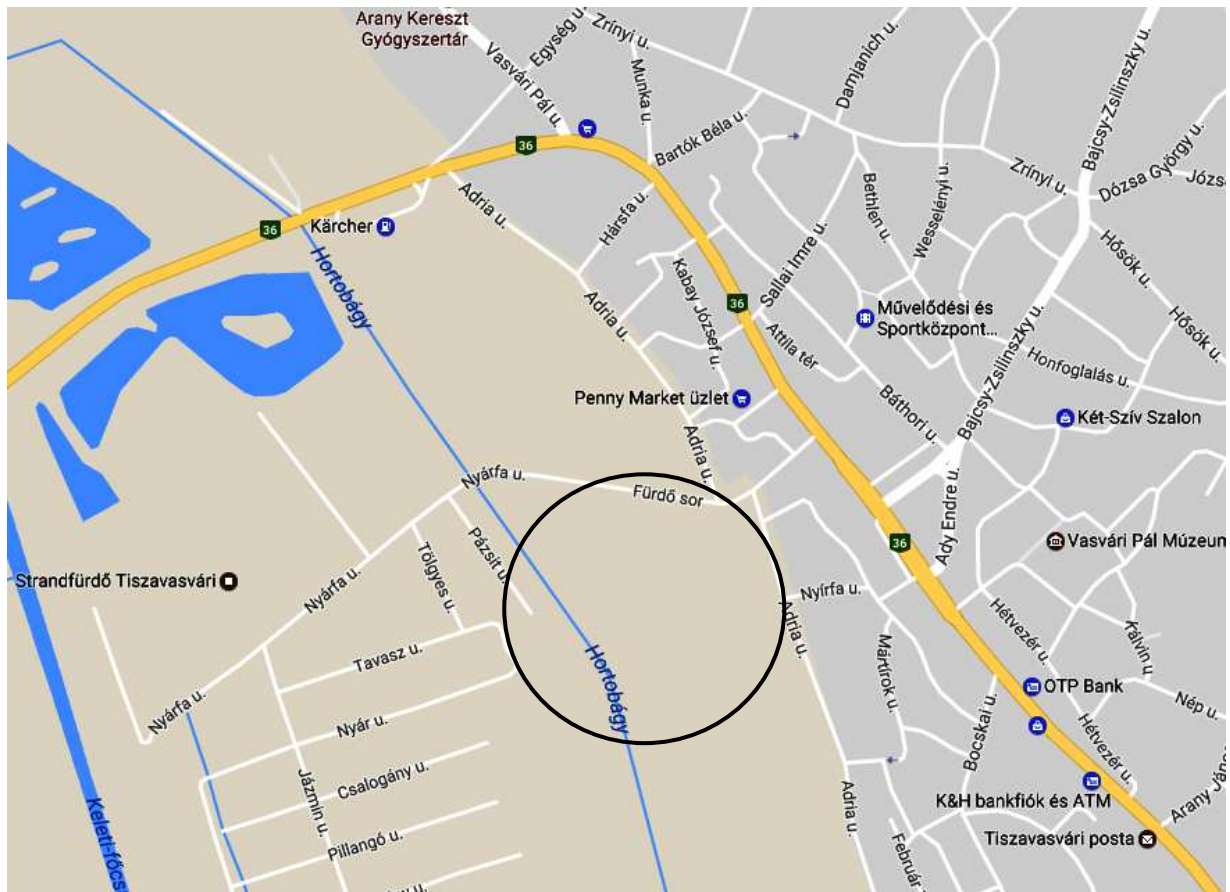 Arany Kereszt
Gyógyszertár
Egység u.
Zrínyi u.
Vasvári Pál u.
Munka u.
Damjanich u.
Bajcsy-Zsilinszky u.
36
Bartók Béla u.
Zrínyi u.
Dózsa György u.
Józs
Adria u.
Bethlen u.
Wesselényi u.
36
Kärcher
Hársfa u.
Hősök u.
Hortobágy
Kabay József u.
Sallai Imre u.
36
Művelődési és
Sportközpont...
Adria u.
Attila tér
Bajcsy-Zsilinszky u.
Hősök u.
Honfoglalás u.
Penny Market üzlet
Báthori u.
Két-Szív Szalon
Adria u.
Nyárfa u.
Fürdő sor
Ady Endre u.
36
Vasvári Pál Múzeum
Pázsit u.
Tölgyes u.
Strandfürdő Tiszavasvári
Nyárfa u.
Nyírfa u.
Adria u.
Hétvezér u.
Kálvin u
Tavasz u.
Hortobágy
Mártírok u.
OTP Bank
Nép u.
Nyárfa u.
Nyár u.
Bocskai u.
Hétvezér u.
Csalogány u.
Jázmin u.
Adria u.
K&H bankfiók és ATM
Arany Jáno
Keleti-főcs
Pillangó u.
Február
Tiszavasvári posta